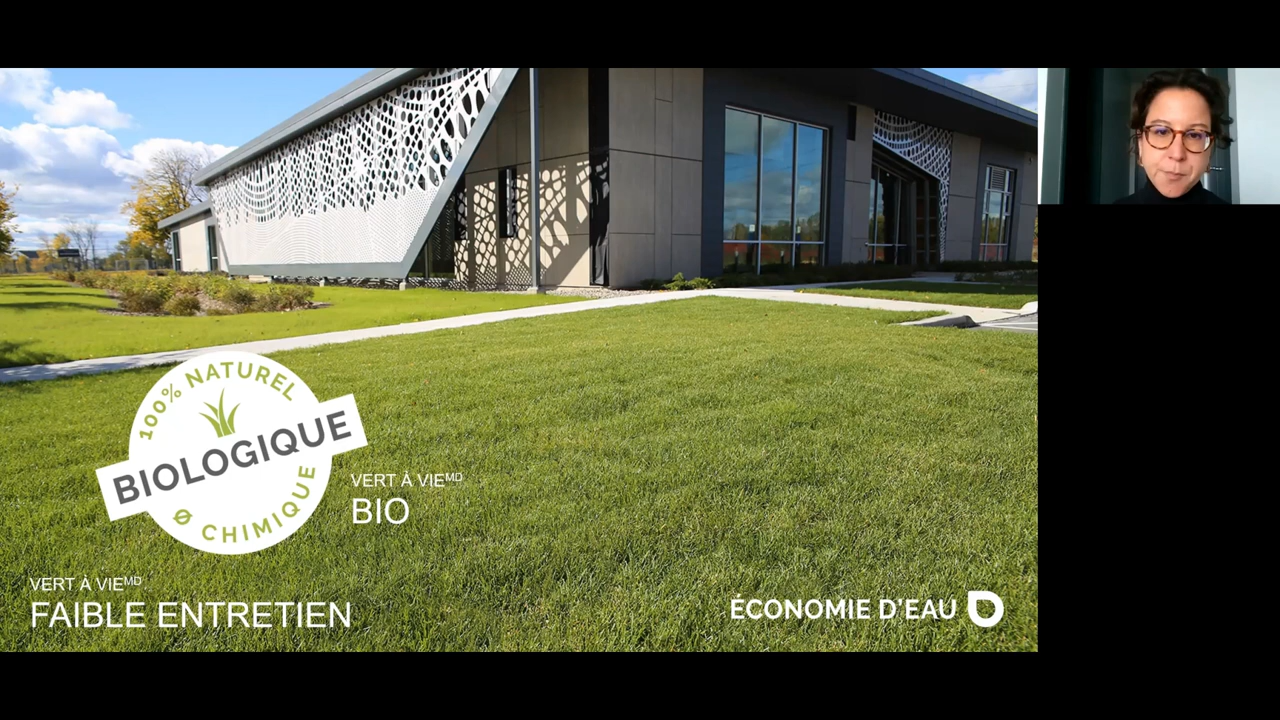 100% NATUREL
BIOLOGIQUE
Ø CHIMIQUE
VERT À VIEᴹᴰ
BIO
VERT À VIEᴹᴰ
FAIBLE ENTRETIEN
ÉCONOMIE D'EAU